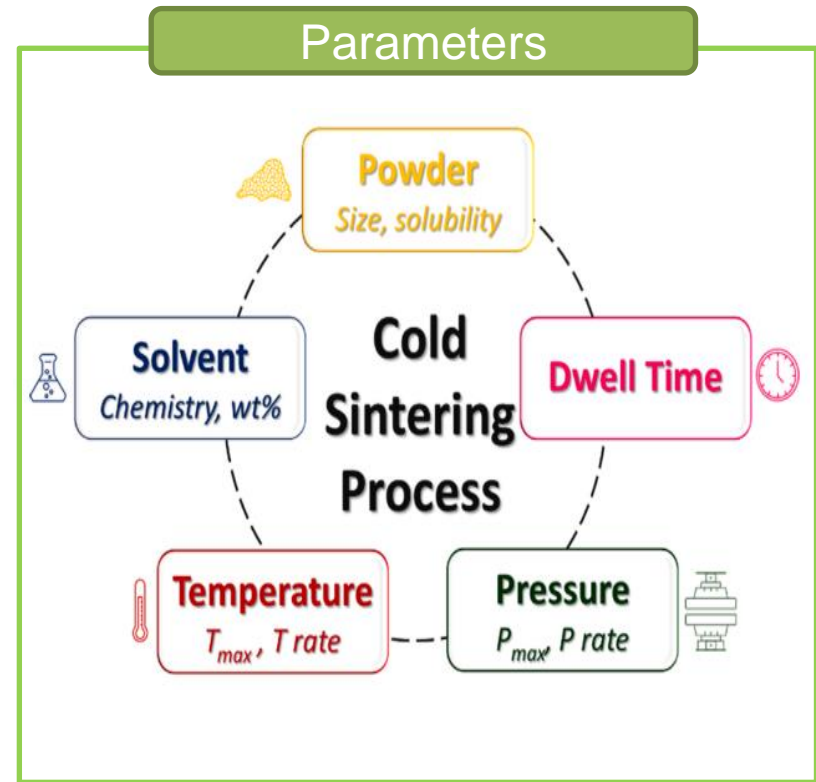 Parameters
Powder
Size, solubility
Solvent
Chemistry, wt%
Cold
Sintering
Process
Dwell Time
Temperature
Tmax , T rate
Pressure
Pmax, P rate